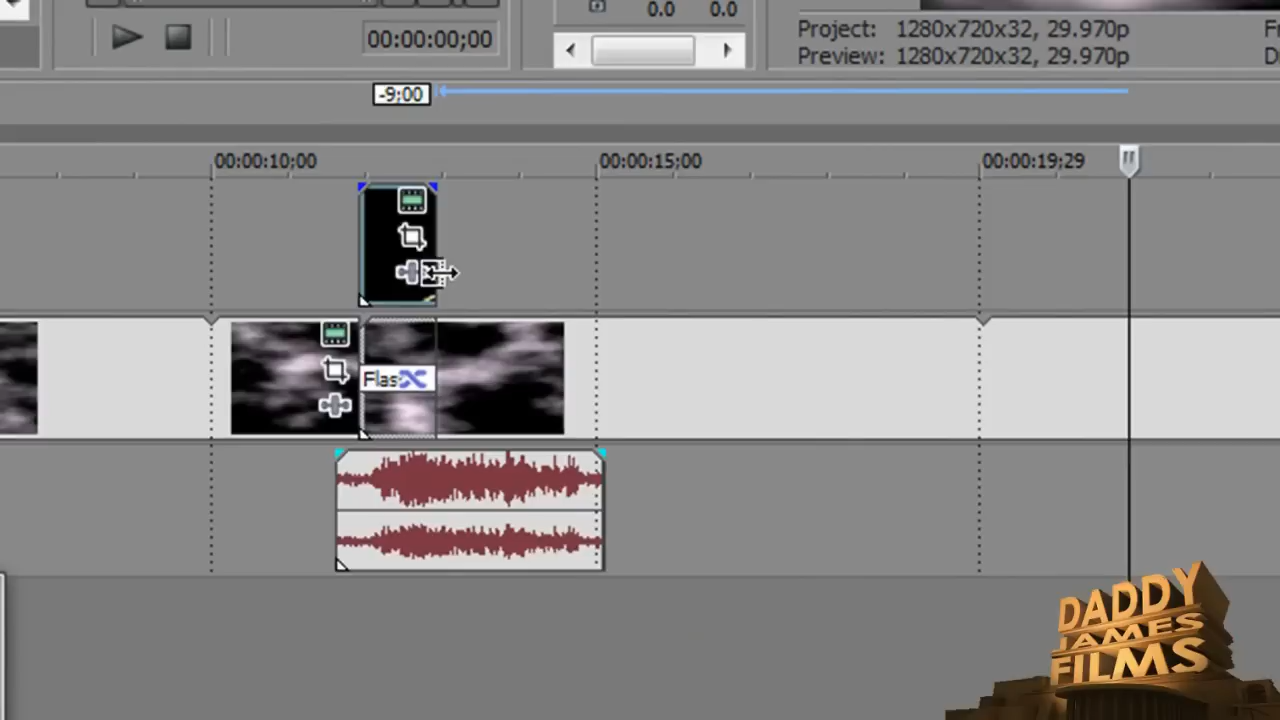 0.0 0.0
00:00:00;00
Project: 1280x720x32, 29.970p
Preview: 1280x720x32, 29.970p
-9;00
00:00:10;00 00:00:15;00 00:00:19;29
Flas
DADDY
JAMES
FILMS